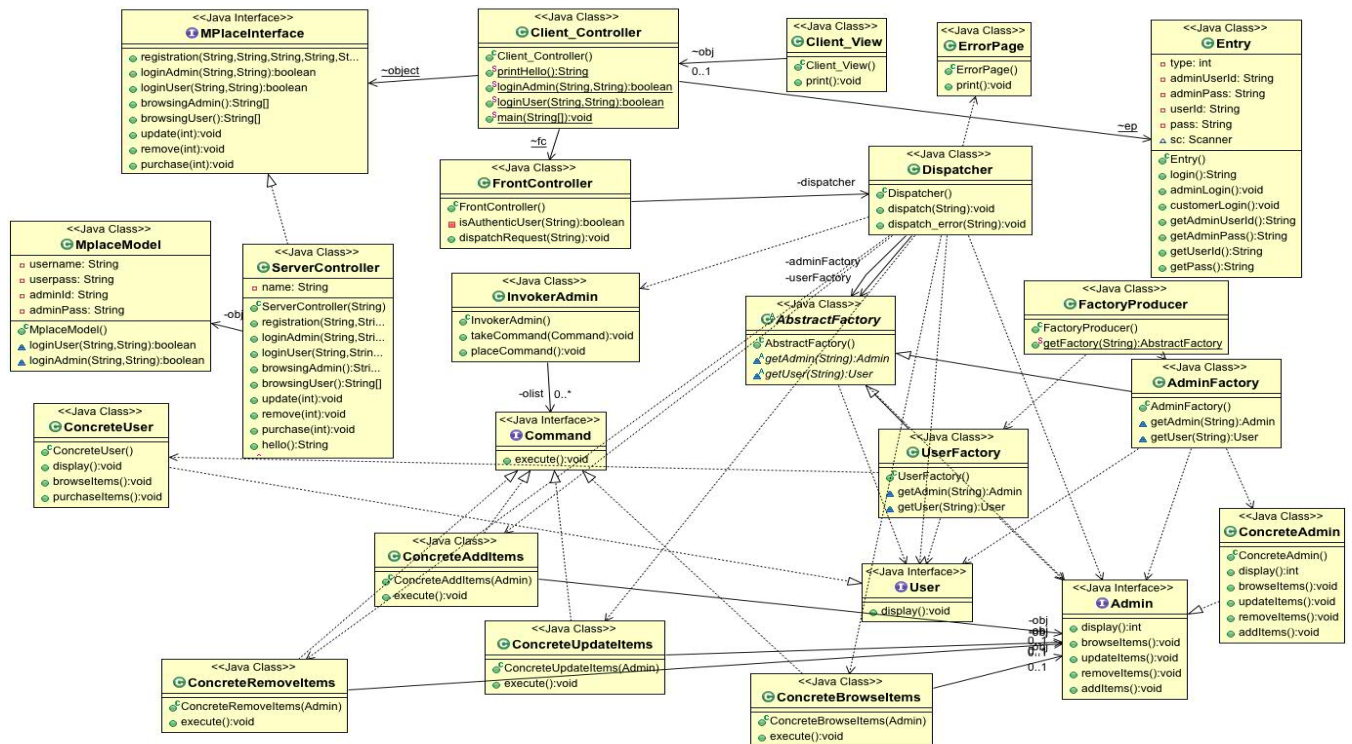 <<Java Interface>>
MPlaceInterface
registration(String,String,String,String,St...
loginAdmin(String,String):boolean
loginUser(String,String):boolean
browsingAdmin():String[]
browsingUser():String[]
update(int):void
remove(int):void
purchase(int):void
<<Java Class>>
Client_Controller
Client_Controller()
printHello():String
loginAdmin(String,String):boolean
loginUser(String,String):boolean
main(String[]):void
<<Java Class>>
Client_View
Client_View()
print():void
<<Java Class>>
ErrorPage
ErrorPage()
print():void
<<Java Class>>
Entry
type: int
adminUserId: String
adminPass: String
userId: String
pass: String
sc: Scanner
Entry()
login():String
adminLogin():void
customerLogin():void
getAdminUserId():String
getAdminPass():String
getUserId():String
getPass():String
~object
~obj
0..1
~ep
~fc
<<Java Class>>
FrontController
FrontController()
isAuthenticUser(String):boolean
dispatchRequest(String):void
-dispatcher
<<Java Class>>
Dispatcher
Dispatcher()
dispatch(String):void
dispatch_error(String):void
<<Java Class>>
MplaceModel
username: String
userpass: String
adminId: String
adminPass: String
MplaceModel()
loginUser(String,String):boolean
loginAdmin(String,String):boolean
-obj
<<Java Class>>
ServerController
name: String
ServerController(String)
registration(String,Stri...
loginAdmin(String,Stri...
loginUser(String,Strin...
browsingAdmin():Stri...
browsingUser():String[]
update(int):void
remove(int):void
purchase(int):void
hello():String
<<Java Class>>
InvokerAdmin
InvokerAdmin()
takeCommand(Command):void
placeCommand():void
-adminFactory
-userFactory
<<Java Class>>
AbstractFactory
AbstractFactory()
getAdmin(String):Admin
getUser(String):User
<<Java Class>>
FactoryProducer
FactoryProducer()
getFactory(String):AbstractFactory
<<Java Class>>
AdminFactory
AdminFactory()
getAdmin(String):Admin
getUser(String):User
-olist
0..*
<<Java Interface>>
Command
execute():void
<<Java Class>>
ConcreteUser
ConcreteUser()
display():void
browseItems():void
purchaseItems():void
<<Java Class>>
UserFactory
UserFactory()
getAdmin(String):Admin
getUser(String):User
<<Java Class>>
ConcreteAddItems
ConcreteAddItems(Admin)
execute():void
<<Java Interface>>
User
display():void
<<Java Interface>>
Admin
display():int
browseItems():void
updateItems():void
removeItems():void
addItems():void
<<Java Class>>
ConcreteAdmin
ConcreteAdmin()
display():int
browseItems():void
updateItems():void
removeItems():void
addItems():void
-obj
0..1
<<Java Class>>
ConcreteUpdateItems
ConcreteUpdateItems(Admin)
execute():void
<<Java Class>>
ConcreteRemoveItems
ConcreteRemoveItems(Admin)
execute():void
<<Java Class>>
ConcreteBrowseItems
ConcreteBrowseItems(Admin)
execute():void